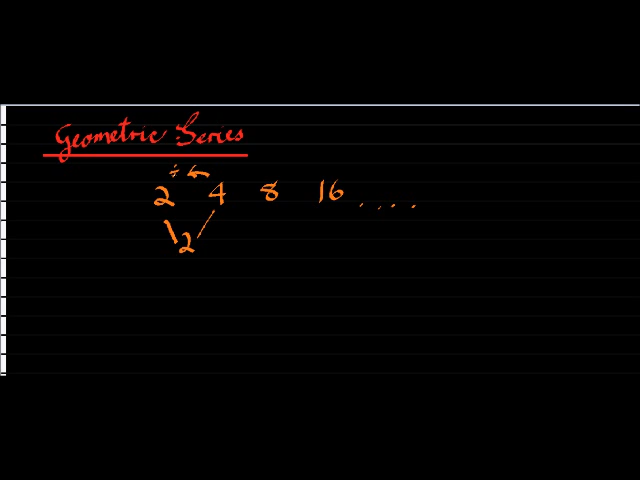 Geometric Series
÷ ←
2 4 8 16 ....
2